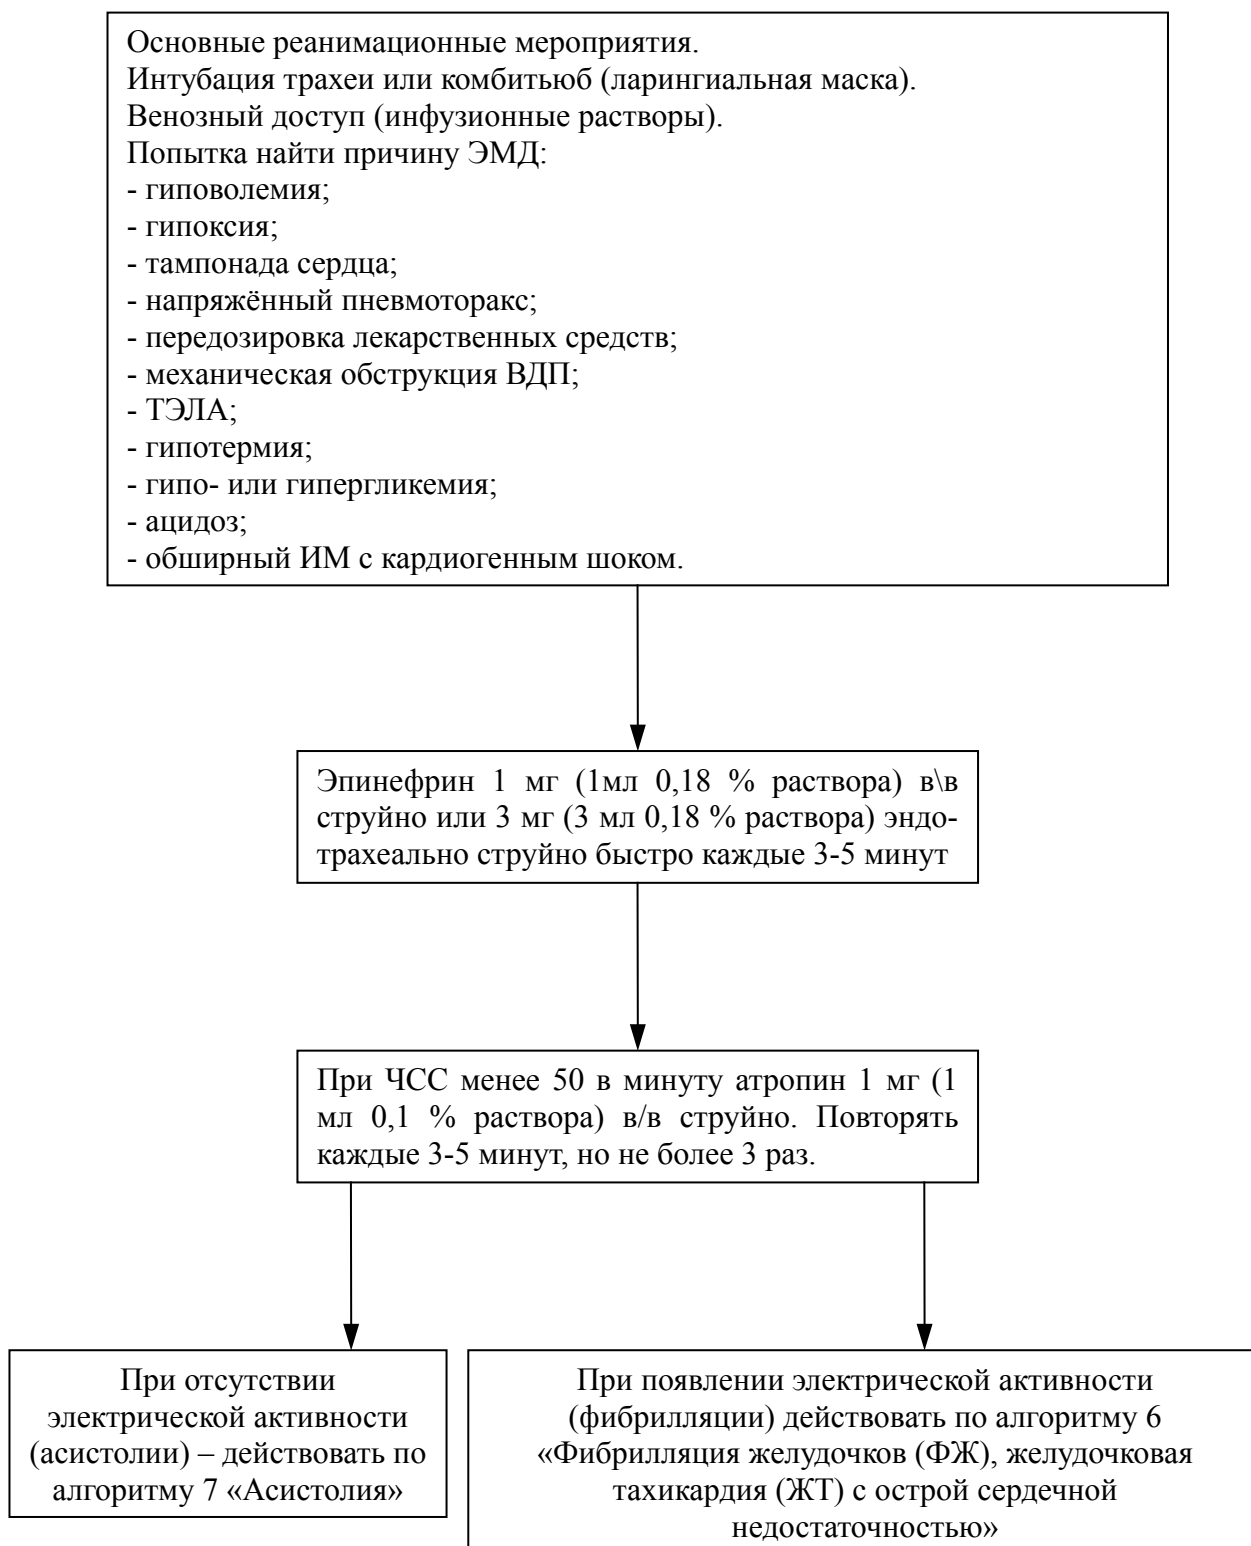 Основные реанимационные мероприятия.
Интубация трахеи или комбитьюб (ларингиальная маска).
Венозный доступ (инфузионные растворы).
Попытка найти причину ЭМД:
- гиповолемия;
- гипоксия;
- тампонада сердца;
- напряжённый пневмоторакс;
- передозировка лекарственных средств;
- механическая обструкция ВДП;
- ТЭЛА;
- гипотермия;
- гипо- или гипергликемия;
- ацидоз;
- обширный ИМ с кардиогенным шоком.
Эпинефрин 1 мг (1мл 0,18 % раствора) в\в
струйно или 3 мг (3 мл 0,18 % раствора) эндо-
трахеально струйно быстро каждые 3-5 минут
При ЧСС менее 50 в минуту атропин 1 мг (1
мл 0,1 % раствора) в/в струйно. Повторять
каждые 3-5 минут, но не более 3 раз.
При отсутствии
электрической активности
(асистолии) – действовать по
алгоритму 7 «Асистолия»
При появлении электрической активности
(фибрилляции) действовать по алгоритму 6
«Фибрилляция желудочков (ФЖ), желудочковая
тахикардия (ЖТ) с острой сердечной
недостаточностью»